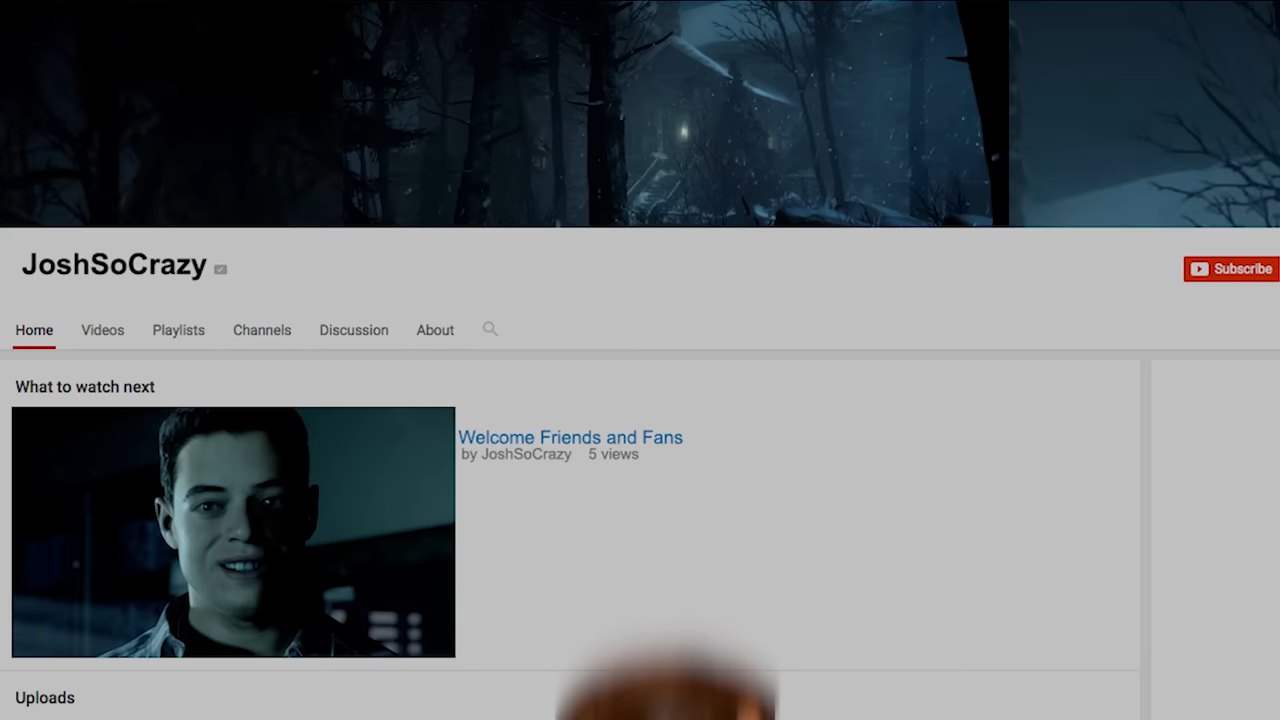 JoshSoCrazy
Subscribe
Home Videos Playlists Channels Discussion About
What to watch next
Welcome Friends and Fans
by JoshSoCrazy 5 views
Uploads